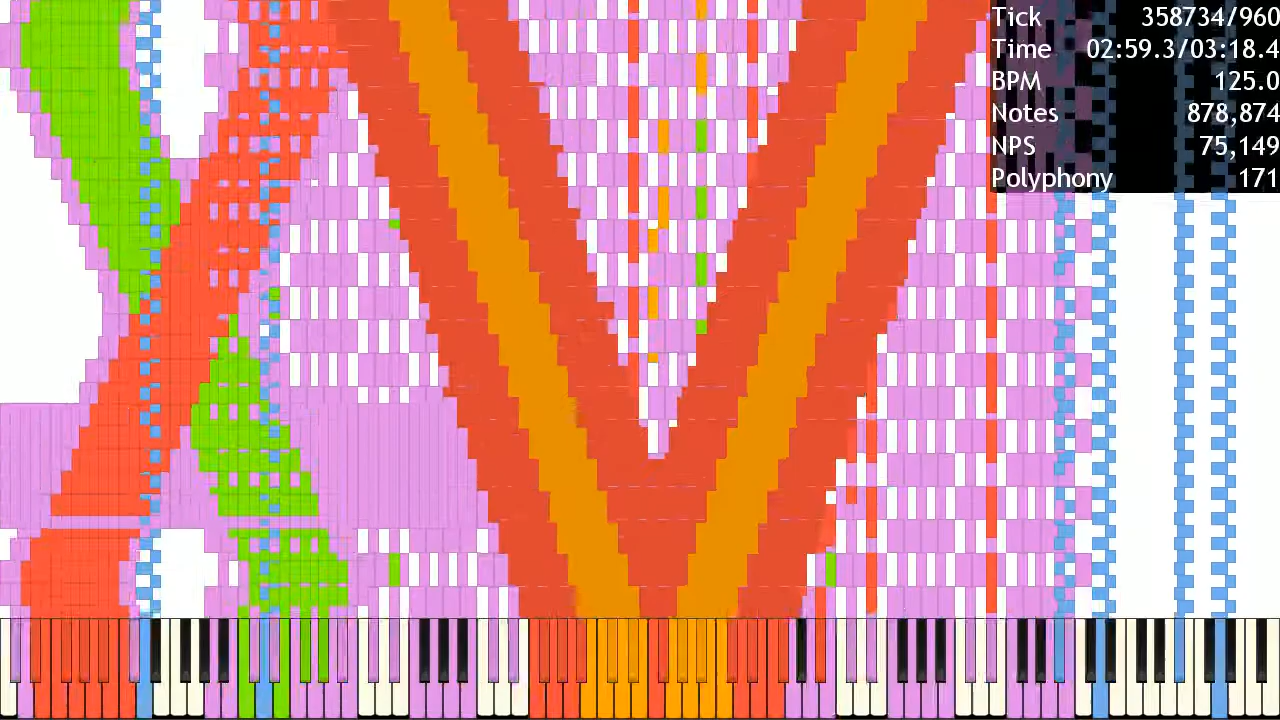 Tick 358734/960
Time 02:59.3/03:18.4
BPM 125.0
Notes 878,874
NPS 75,149
Polyphony 171